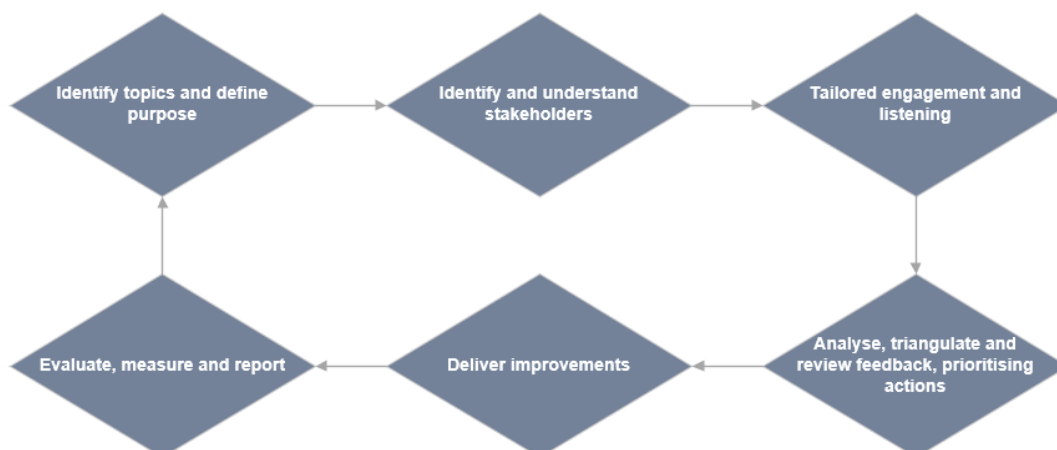 Identify topics and define
purpose
Identify and understand
stakeholders
Tailored engagement and
listening
Analyse, triangulate and
review feedback, prioritising
actions
Deliver improvements
Evaluate, measure and report